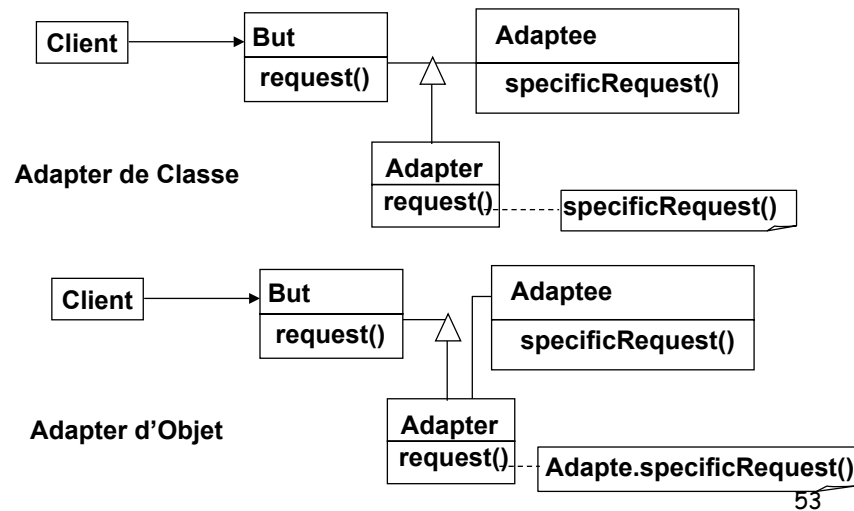 Client
But
request()
Adaptee
specificRequest()
Adapter
request()
specificRequest()
Adapter de Classe
Client
But
request()
Adaptee
specificRequest()
Adapter
request()
Adapte.specificRequest()
Adapter d’Objet
53